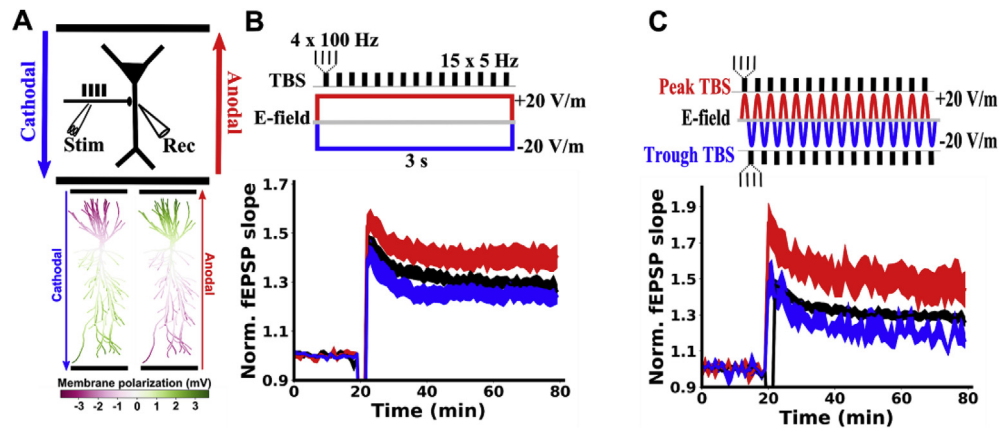 A
Cathodal
Anodal
Stim
Rec
Cathodal
Anodal
Membrane polarization (mV)
-3 -2 -1 0 1 2 3
B
4 x 100 Hz
TBS
15 x 5 Hz
+20 V/m
E-field
-20 V/m
3 s
1.7
1.5
1.3
1.1
0.9
Norm. fEPSP slope
0 20 40 60 80
Time (min)
C
Peak TBS
+20 V/m
E-field
-20 V/m
Trough TBS
1.9
1.7
1.5
1.3
1.1
0.9
Norm. fEPSP slope
0 20 40 60 80
Time (min)